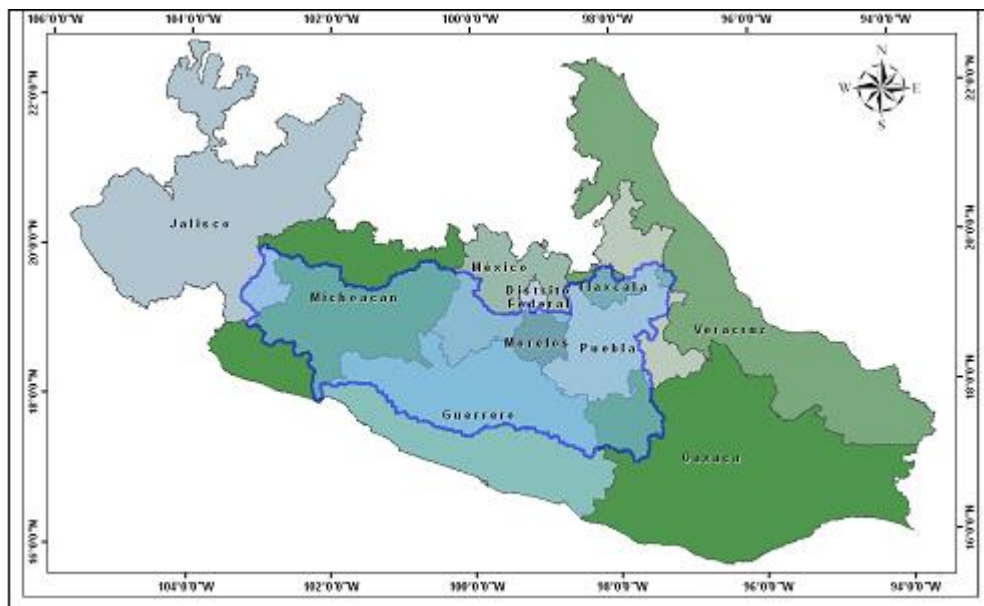 106°0'0"W 104°0'0"W 102°0'0"W 100°0'0"W 98°0'0"W 96°0'0"W 94°0'0"W
N
W E
S
22°0'0"N 22°0'0"N
Jalisco
20°0'0"N 20°0'0"N
México
Tlaxcala
Distrito
Federal
Michoacan
Veracruz
Morelos
Puebla
18°0'0"N 18°0'0"N
Guerrero
Oaxaca
16°0'0"N 16°0'0"N
104°0'0"W 102°0'0"W 100°0'0"W 98°0'0"W 96°0'0"W 94°0'0"W